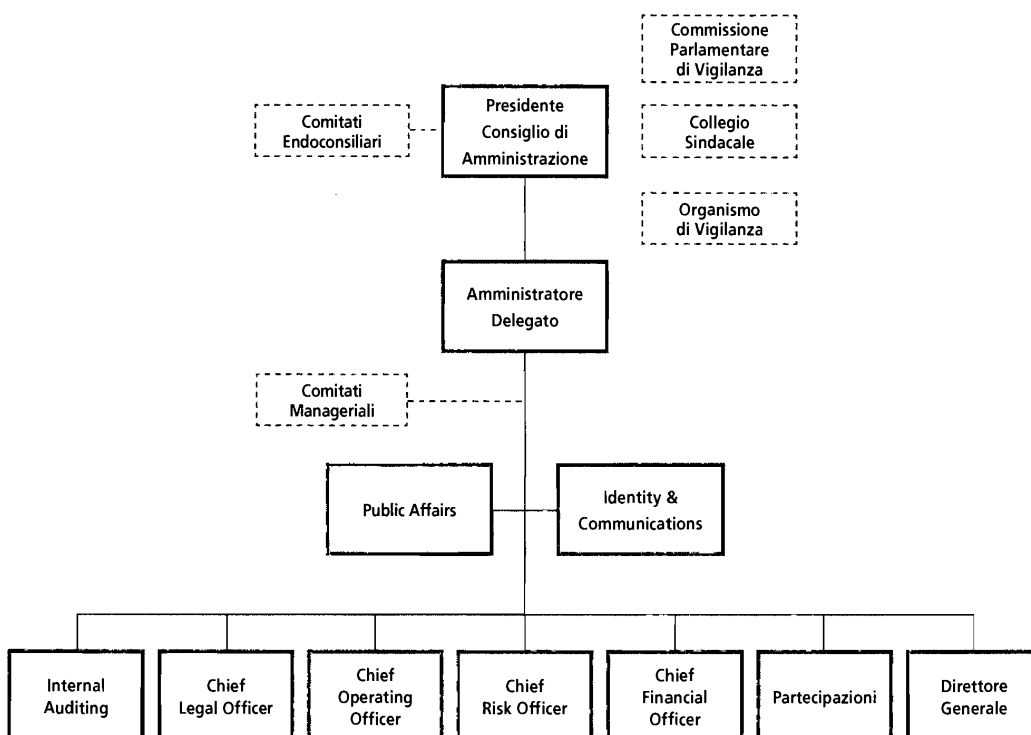 Commissione
Parlamentare
di Vigilanza
Presidente
Consiglio di
Amministrazione
Comitati
Endoconsiliari
Collegio
Sindacale
Organismo
di Vigilanza
Amministratore
Delegato
Comitati
Manageriali
Public Affairs
Identity &
Communications
Internal
Auditing
Chief
Legal Officer
Chief
Operating
Officer
Chief
Risk Officer
Chief
Financial
Officer
Partecipazioni
Direttore
Generale